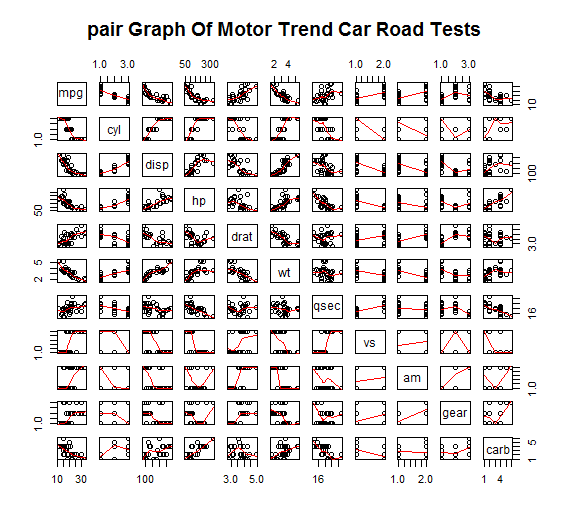 pair Graph Of Motor Trend Car Road Tests
1.0 3.0 50 300 2 4 1.0 2.0 1.0 3.0
mpg 10
1.0 cyl
disp 100
50 hp
drat 3.0
5 2 wt
qsec 16
1.0 vs
am 1.0
1.0 gear
carb 5 1
10 30 100 3.0 5.0 16 1.0 2.0 1 4